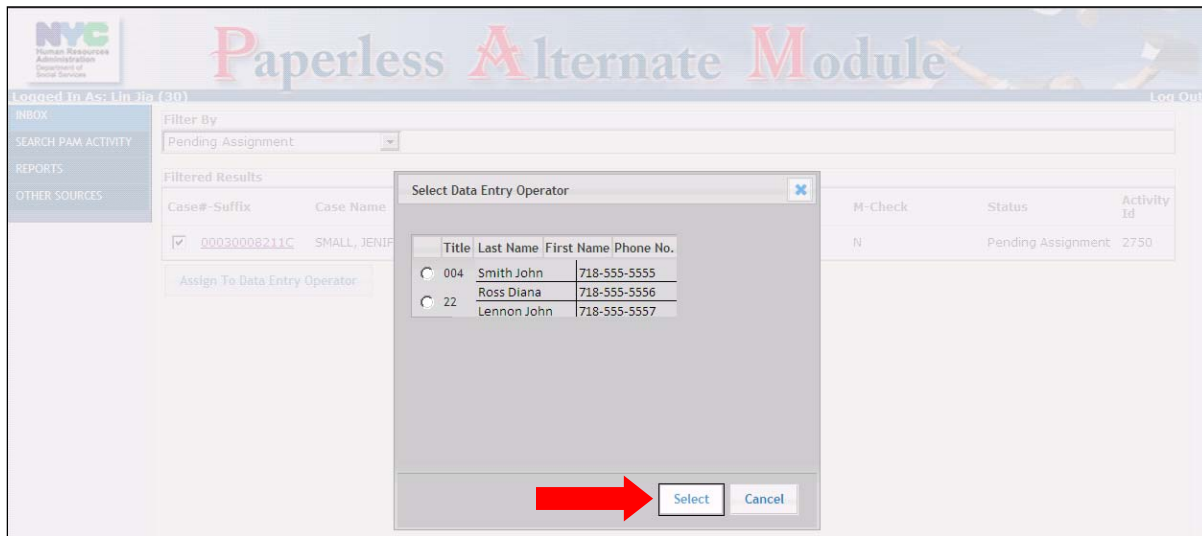 NYC
Human Resources
Administration
Department of
Social Services
Paperless Alternate Module
Logged In As: Lin Jia (30) Log Out
INBOX
SEARCH PAM ACTIVITY
REPORTS
OTHER SOURCES
Filter By
Pending Assignment
Filtered Results
Case#-Suffix Case Name M-Check Status Activity Id
00030008211C SMALL, JENIF N Pending Assignment 2750
Assign To Data Entry Operator
Select Data Entry Operator
Title Last Name First Name Phone No.
004 Smith John 718-555-5555
22 Ross Diana 718-555-5556
Lennon John 718-555-5557
Select Cancel